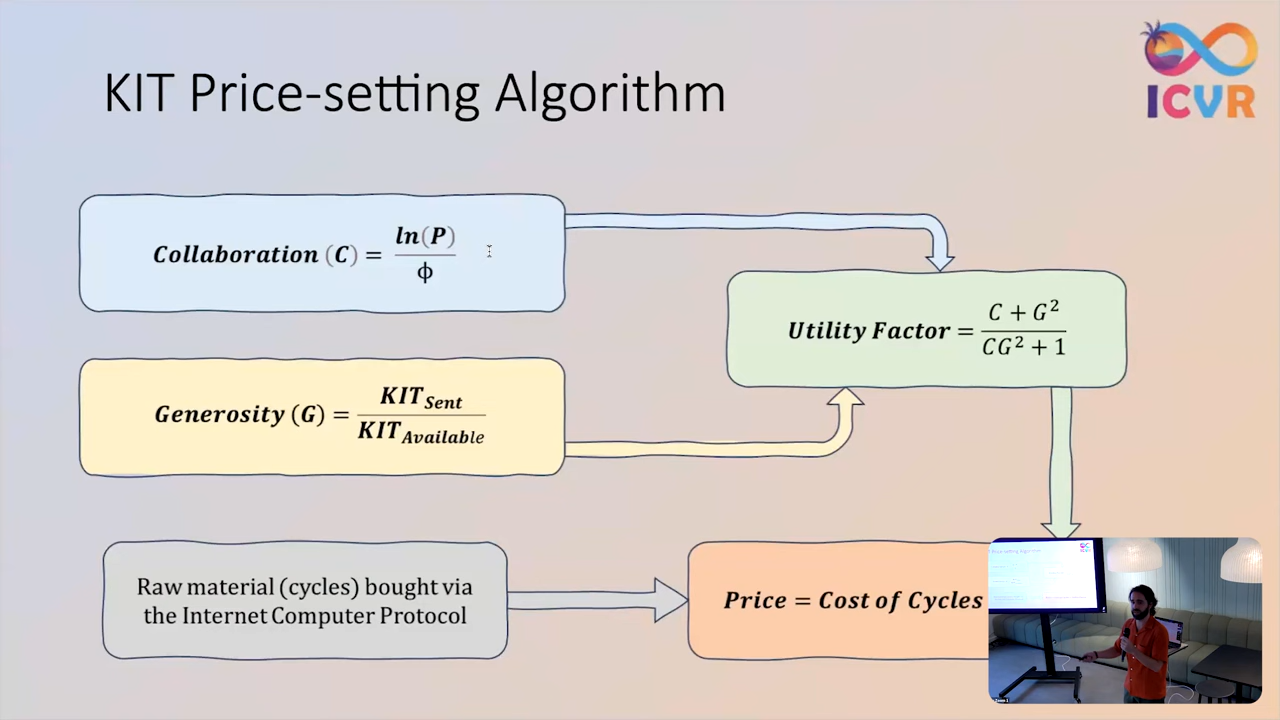 KIT Price-setting Algorithm
ICVR
Collaboration (C) = ln(P) / ϕ
Utility Factor = C + G² / CG² + 1
Generosity (G) = KIT_Sent / KIT_Available
Raw material (cycles) bought via
the Internet Computer Protocol
Price = Cost of Cycles